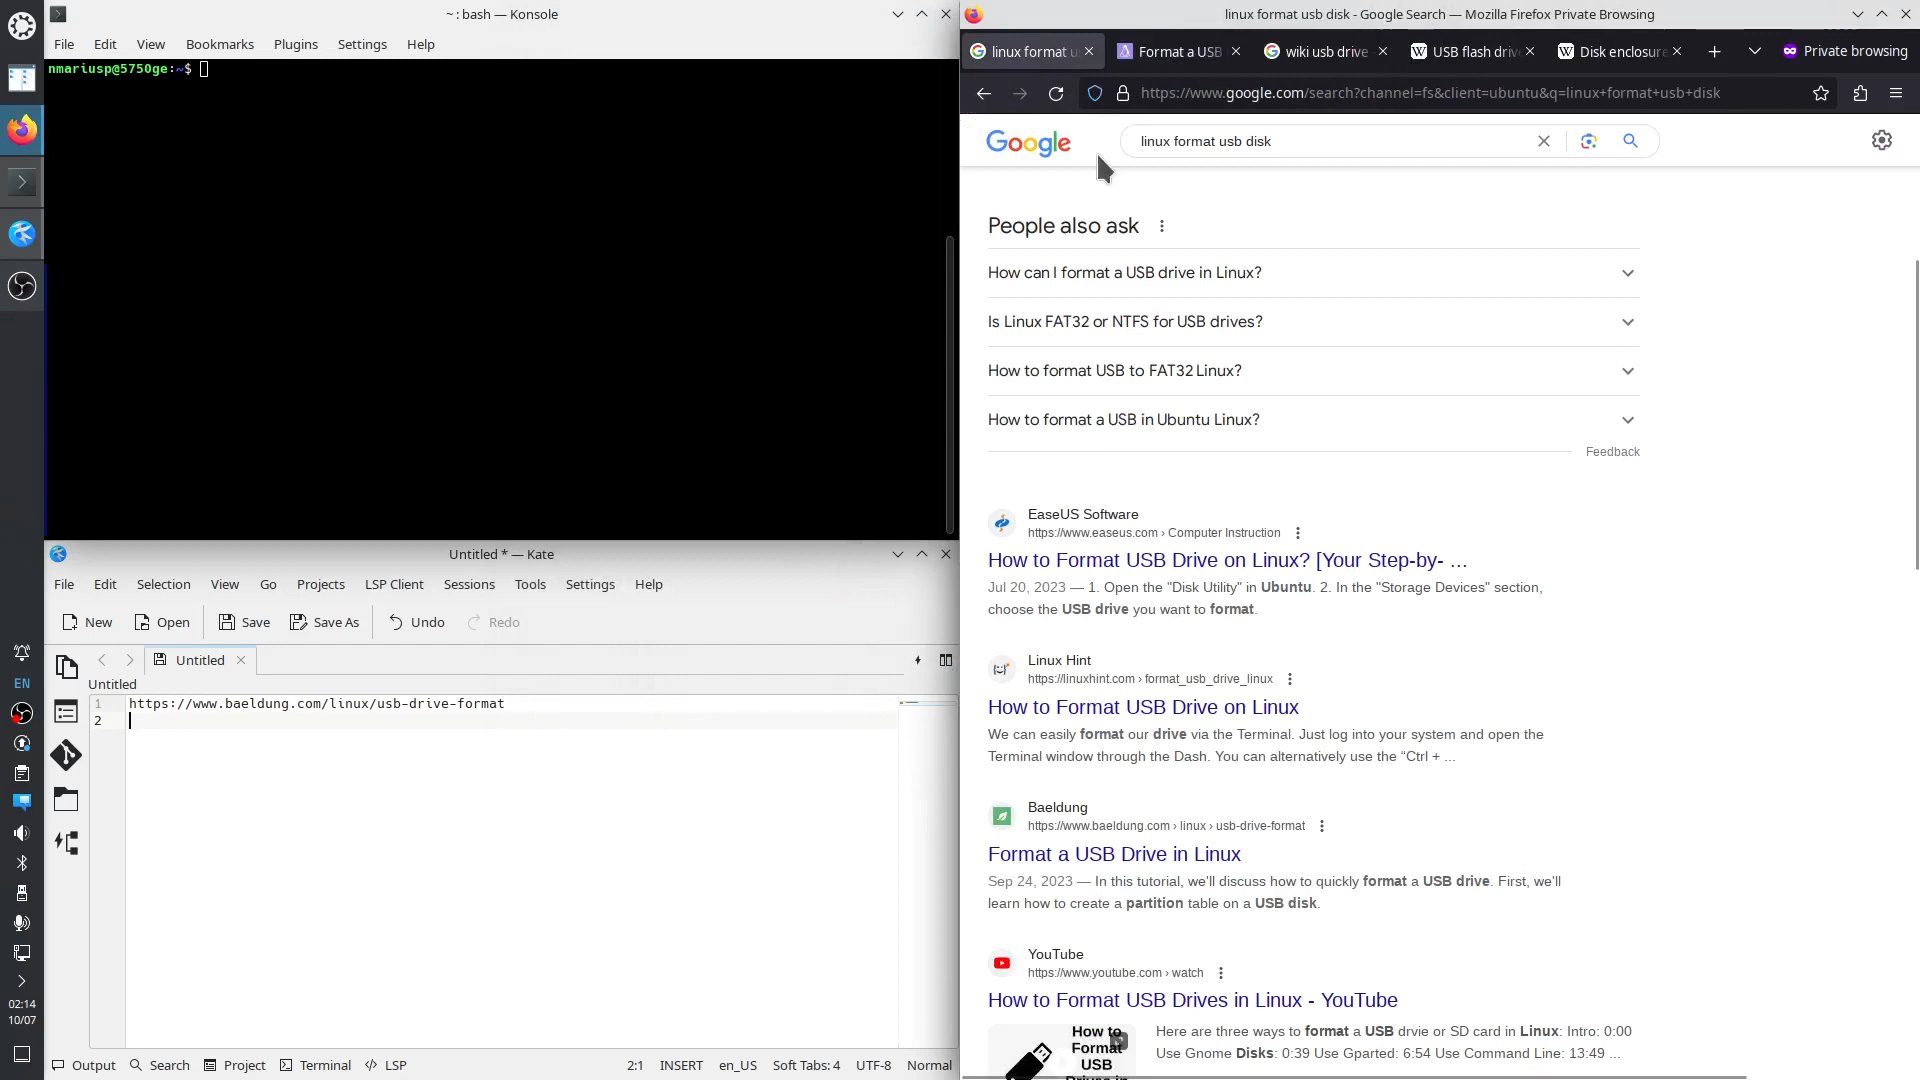 ~ : bash — Konsole
File Edit View Bookmarks Plugins Settings Help
nmariusp@5750ge:~$
Untitled * — Kate
File Edit Selection View Go Projects LSP Client Sessions Tools Settings Help
New Open Save Save As Undo Redo
Untitled
Untitled
1 https://www.baeldung.com/linux/usb-drive-format
2
Output Search Project Terminal LSP 2:1 INSERT en_US Soft Tabs: 4 UTF-8 Normal
EN
02:14
10/07
linux format usb disk - Google Search — Mozilla Firefox Private Browsing
linux format u Format a USB wiki usb drive USB flash drive Disk enclosure Private browsing
https://www.google.com/search?channel=fs&client=ubuntu&q=linux+format+usb+disk
Google linux format usb disk
People also ask
How can I format a USB drive in Linux?
Is Linux FAT32 or NTFS for USB drives?
How to format USB to FAT32 Linux?
How to format a USB in Ubuntu Linux?
Feedback
EaseUS Software
https://www.easeus.com › Computer Instruction
How to Format USB Drive on Linux? [Your Step-by- ...
Jul 20, 2023 — 1. Open the "Disk Utility" in Ubuntu. 2. In the "Storage Devices" section,
choose the USB drive you want to format.
Linux Hint
https://linuxhint.com › format_usb_drive_linux
How to Format USB Drive on Linux
We can easily format our drive via the Terminal. Just log into your system and open the
Terminal window through the Dash. You can alternatively use the “Ctrl + ...
Baeldung
https://www.baeldung.com › linux › usb-drive-format
Format a USB Drive in Linux
Sep 24, 2023 — In this tutorial, we'll discuss how to quickly format a USB drive. First, we'll
learn how to create a partition table on a USB disk.
YouTube
https://www.youtube.com › watch
How to Format USB Drives in Linux - YouTube
How to
Format
USB
Drives in
Here are three ways to format a USB drvie or SD card in Linux: Intro: 0:00
Use Gnome Disks: 0:39 Use Gparted: 6:54 Use Command Line: 13:49 ...